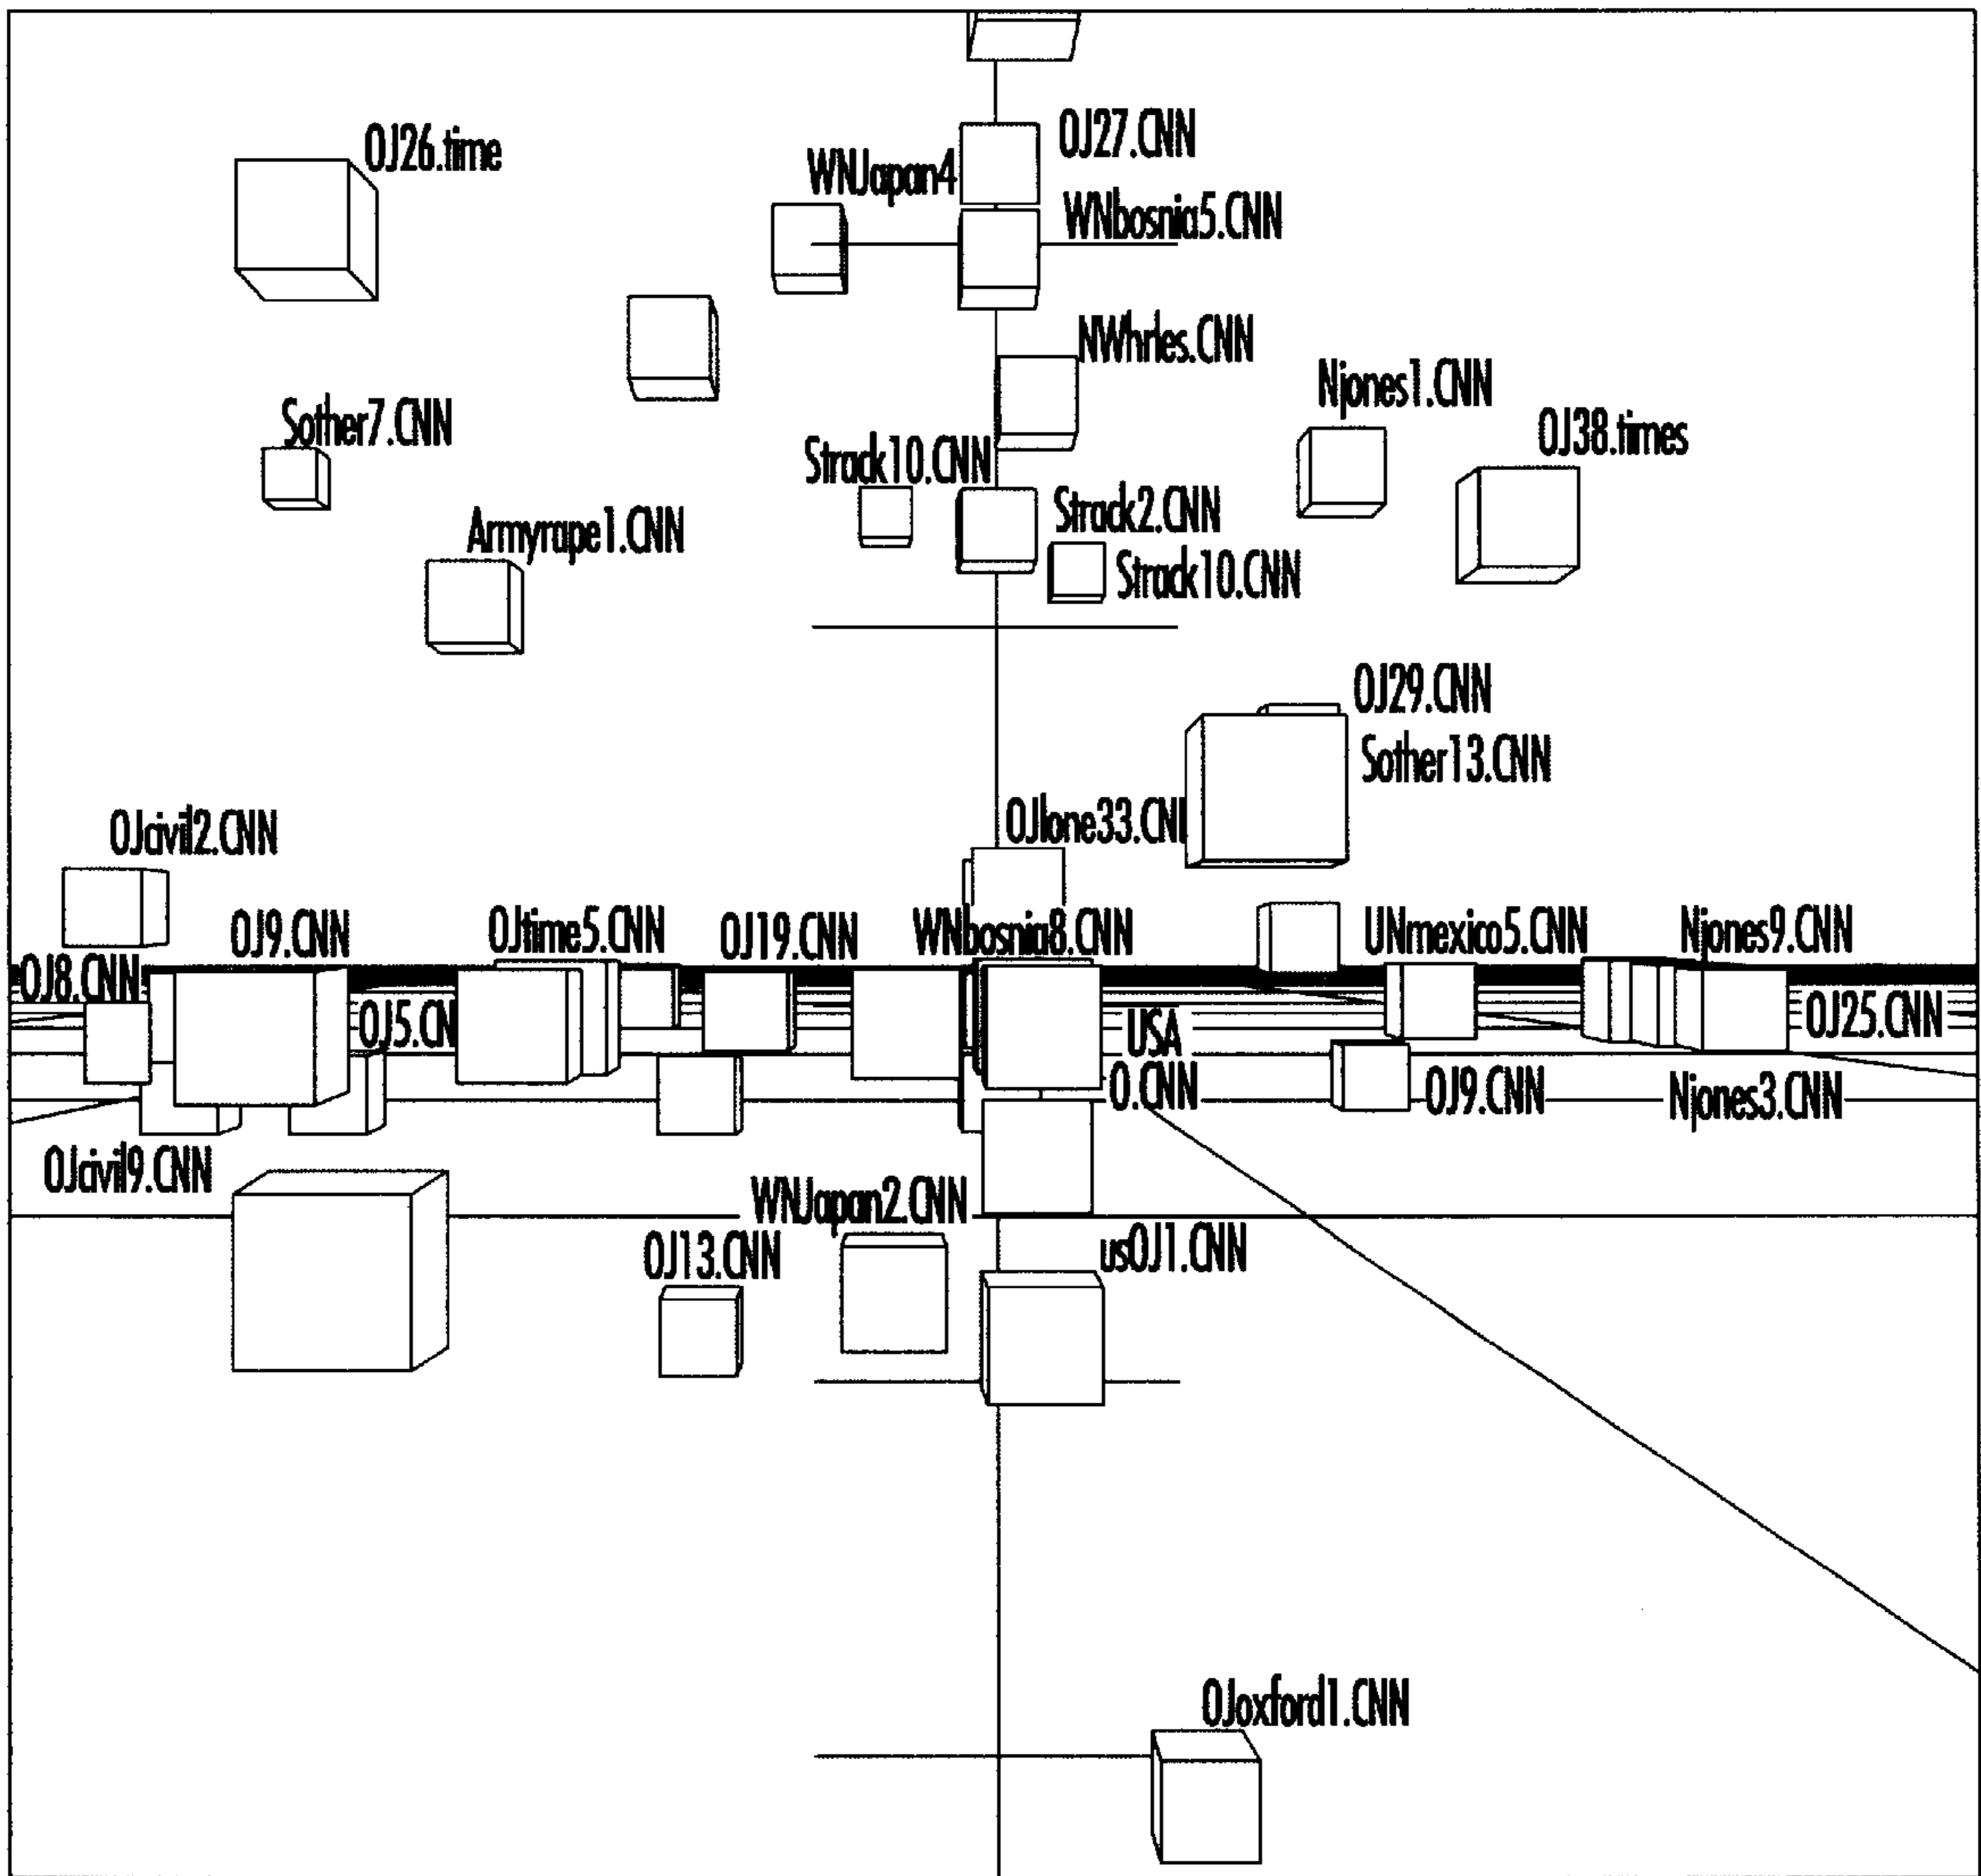 OJ27.CNN
OJ26.time
WNJapan4
WNbosnia5.CNN
NWhrles.CNN
Njones1.CNN
Sother7.CNN
OJ38.times
Strack10.CNN
Strack2.CNN
Armyrape1.CNN
Strack10.CNN
OJ29.CNN
Sother13.CNN
OJlone33.CNI
OJcivil2.CNN
OJ9.CNN
OJtime5.CNN
OJ19.CNN
WNbosnia8.CNN
UNmexico5.CNN
Njones9.CNN
OJ8.CNN
OJ5.CN
USA
OJ25.CNN
O.CNN
OJ9.CNN
Njones3.CNN
OJcivil9.CNN
WNJapan2.CNN
OJ13.CNN
usOJ1.CNN
OJoxford1.CNN